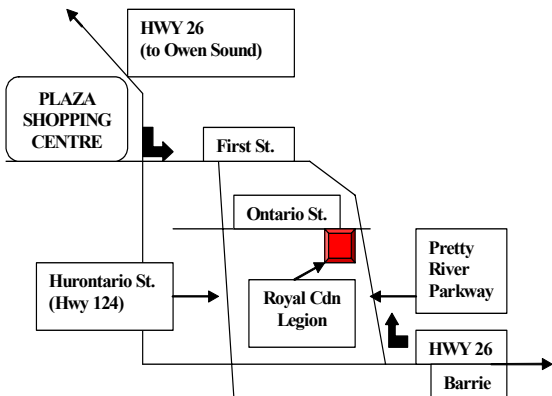 HWY 26
(to Owen Sound)
PLAZA
SHOPPING
CENTRE
First St.
Ontario St.
Hurontario St.
(Hwy 124)
Royal Cdn
Legion
Pretty
River
Parkway
HWY 26
Barrie